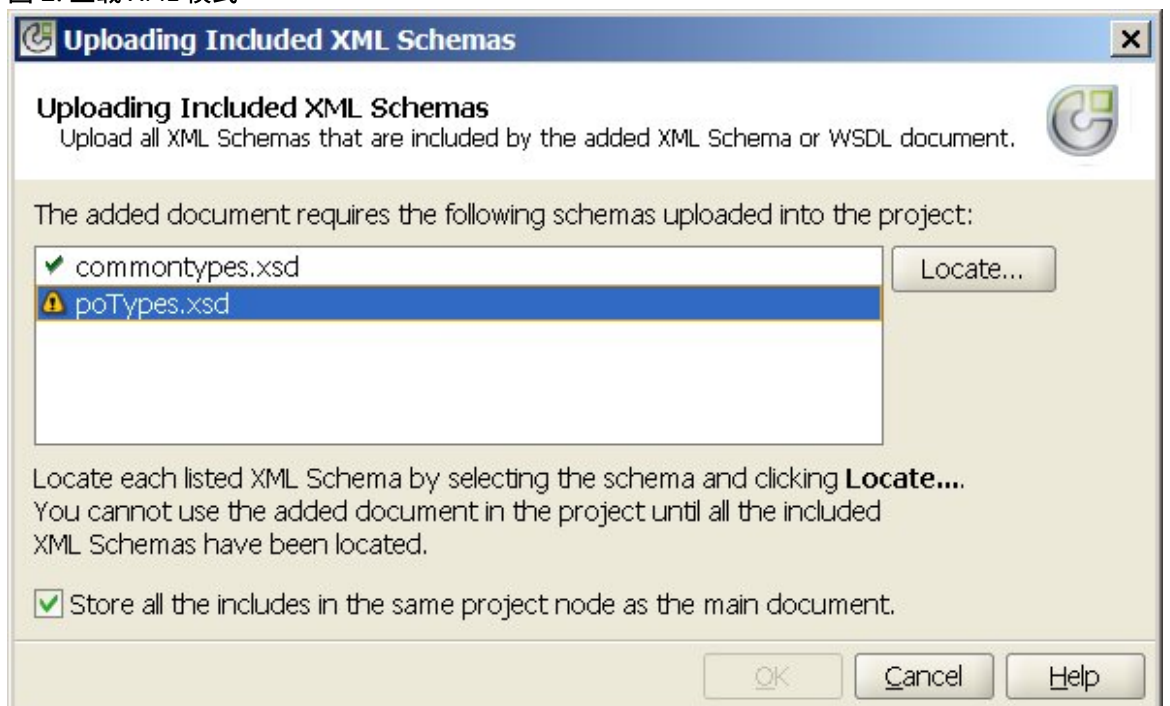 Uploading Included XML Schemas
Uploading Included XML Schemas
Upload all XML Schemas that are included by the added XML Schema or WSDL document.
The added document requires the following schemas uploaded into the project:
commontypes.xsd
Locate...
poTypes.xsd
Locate each listed XML Schema by selecting the schema and clicking Locate....
You cannot use the added document in the project until all the included
XML Schemas have been located.
Store all the includes in the same project node as the main document.
OK
Cancel
Help